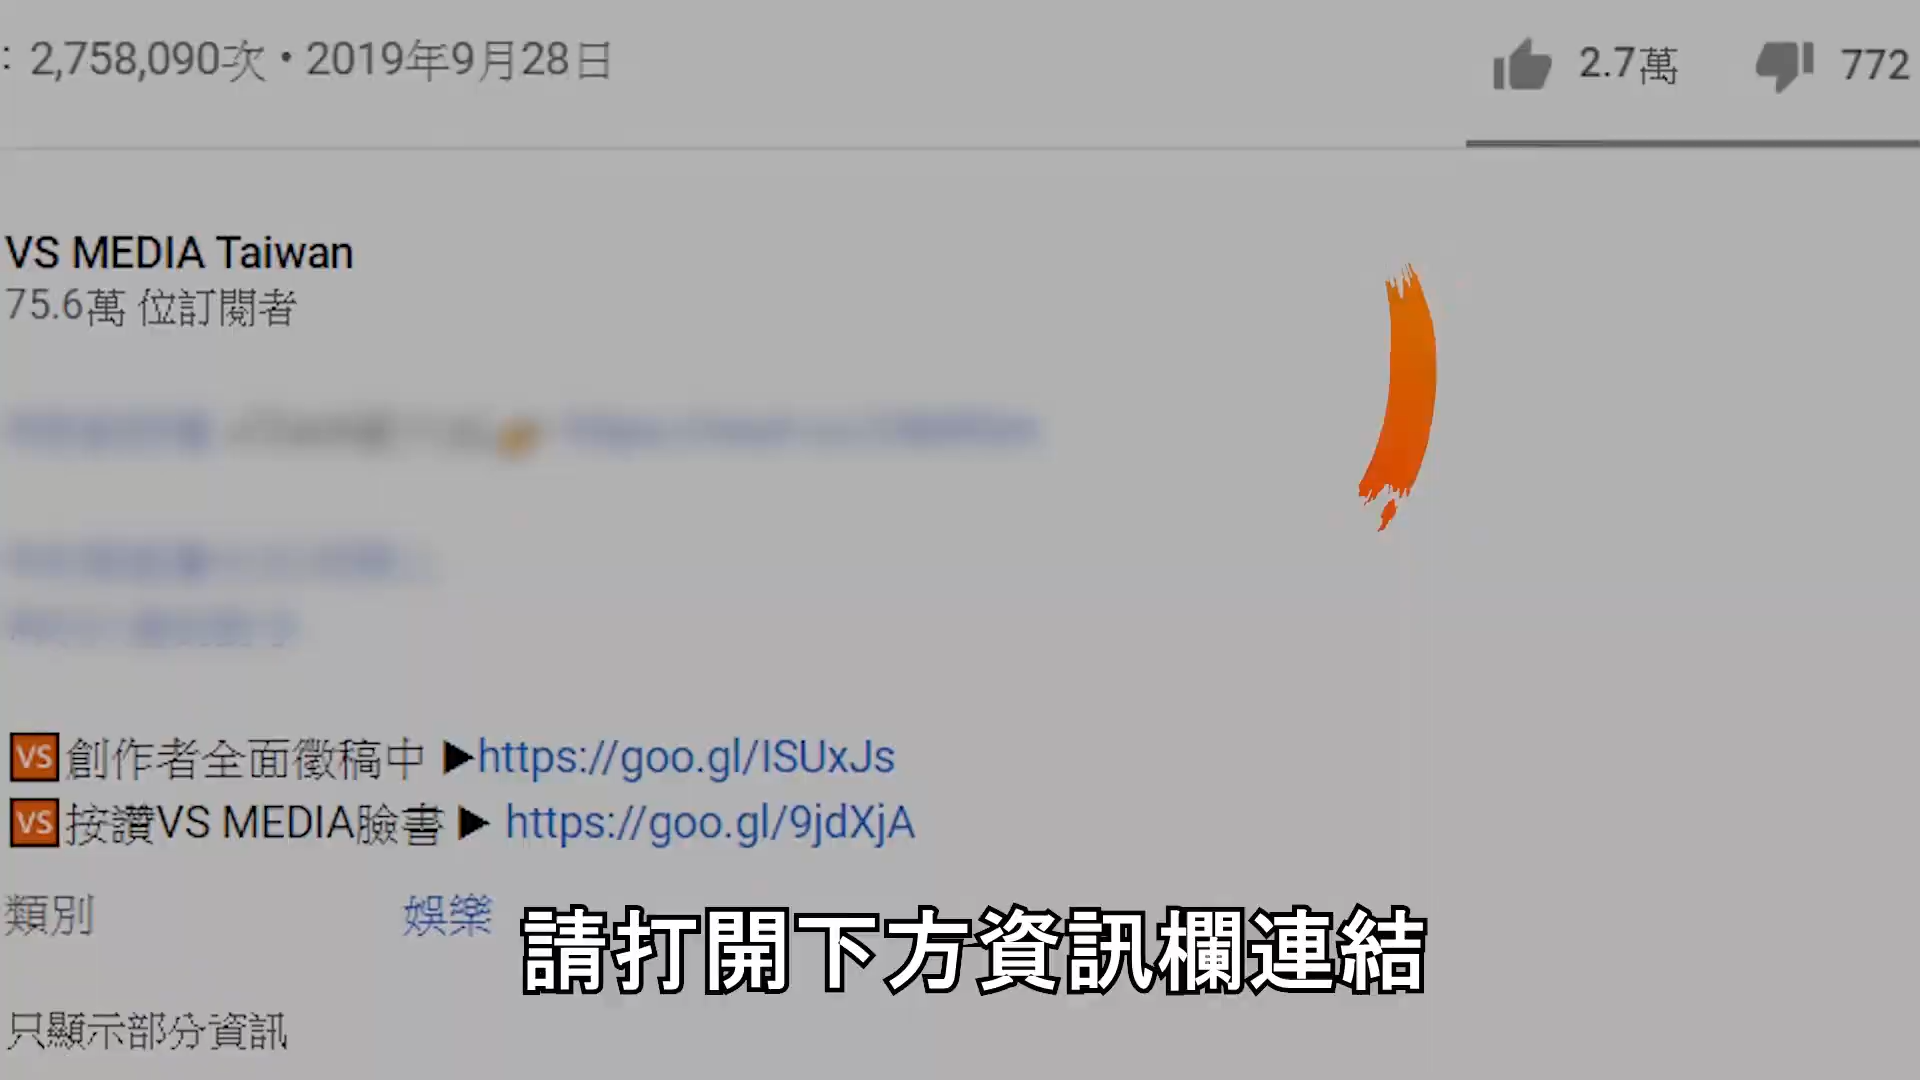 ：2,758,090次 • 2019年9月28日
2.7萬
772
VS MEDIA Taiwan
75.6萬 位訂閱者
VS 創作者全面徵稿中 ▶https://goo.gl/ISUxJs
VS 按讚VS MEDIA臉書 ▶ https://goo.gl/9jdXjA
類別 娛樂
請打開下方資訊欄連結
只顯示部分資訊